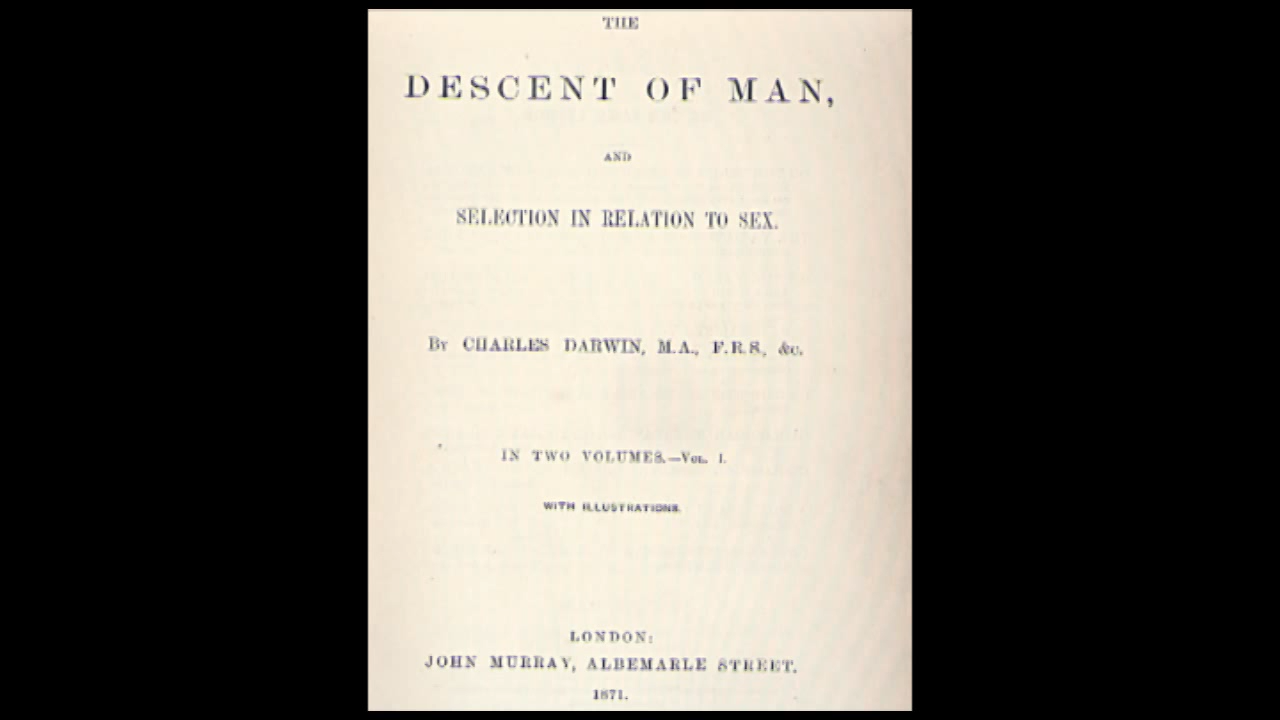 THE
DESCENT OF MAN,
AND
SELECTION IN RELATION TO SEX.
BY CHARLES DARWIN, M.A., F.R.S., &c.
IN TWO VOLUMES.—VOL. I.
WITH ILLUSTRATIONS.
LONDON:
JOHN MURRAY, ALBEMARLE STREET.
1871.